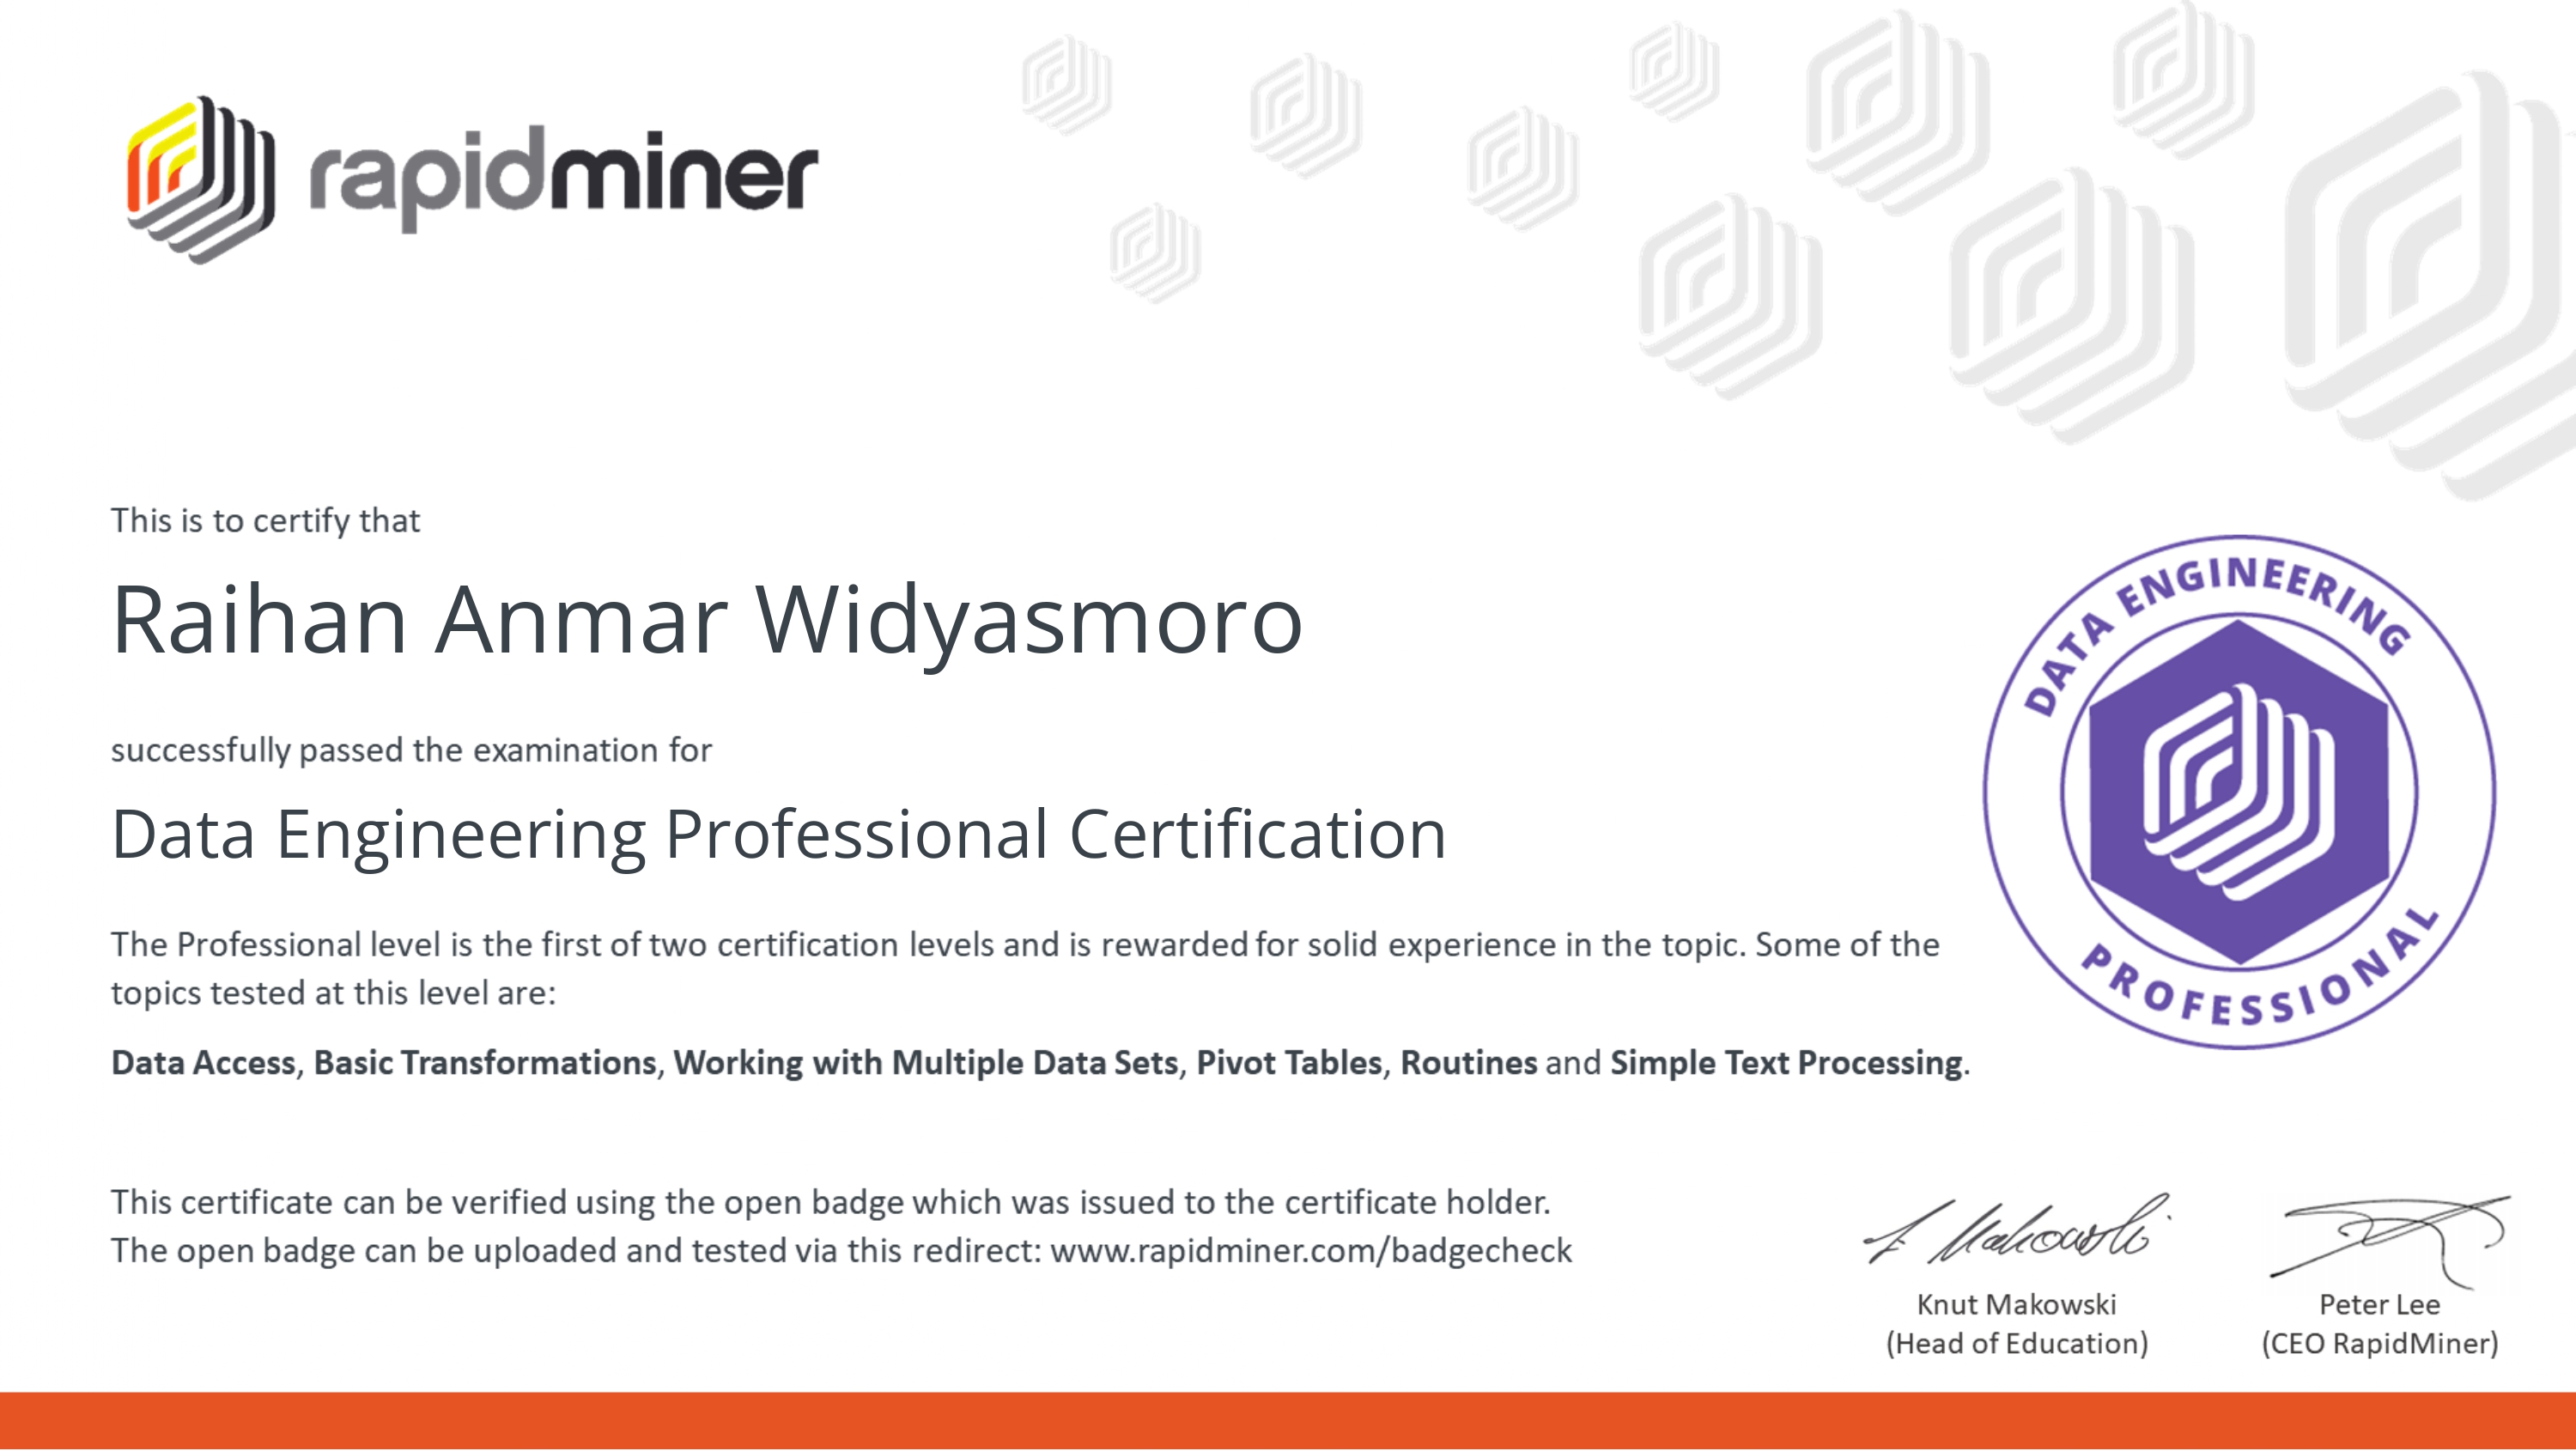 rapidminer
This is to certify that
Raihan Anmar Widyasmoro
successfully passed the examination for
Data Engineering Professional Certification
The Professional level is the first of two certification levels and is rewarded for solid experience in the topic. Some of the
topics tested at this level are:
Data Access, Basic Transformations, Working with Multiple Data Sets, Pivot Tables, Routines and Simple Text Processing.
DATA ENGINEERING
PROFESSIONAL
This certificate can be verified using the open badge which was issued to the certificate holder.
The open badge can be uploaded and tested via this redirect: www.rapidminer.com/badgecheck
Knut Makowski
(Head of Education)
Peter Lee
(CEO RapidMiner)